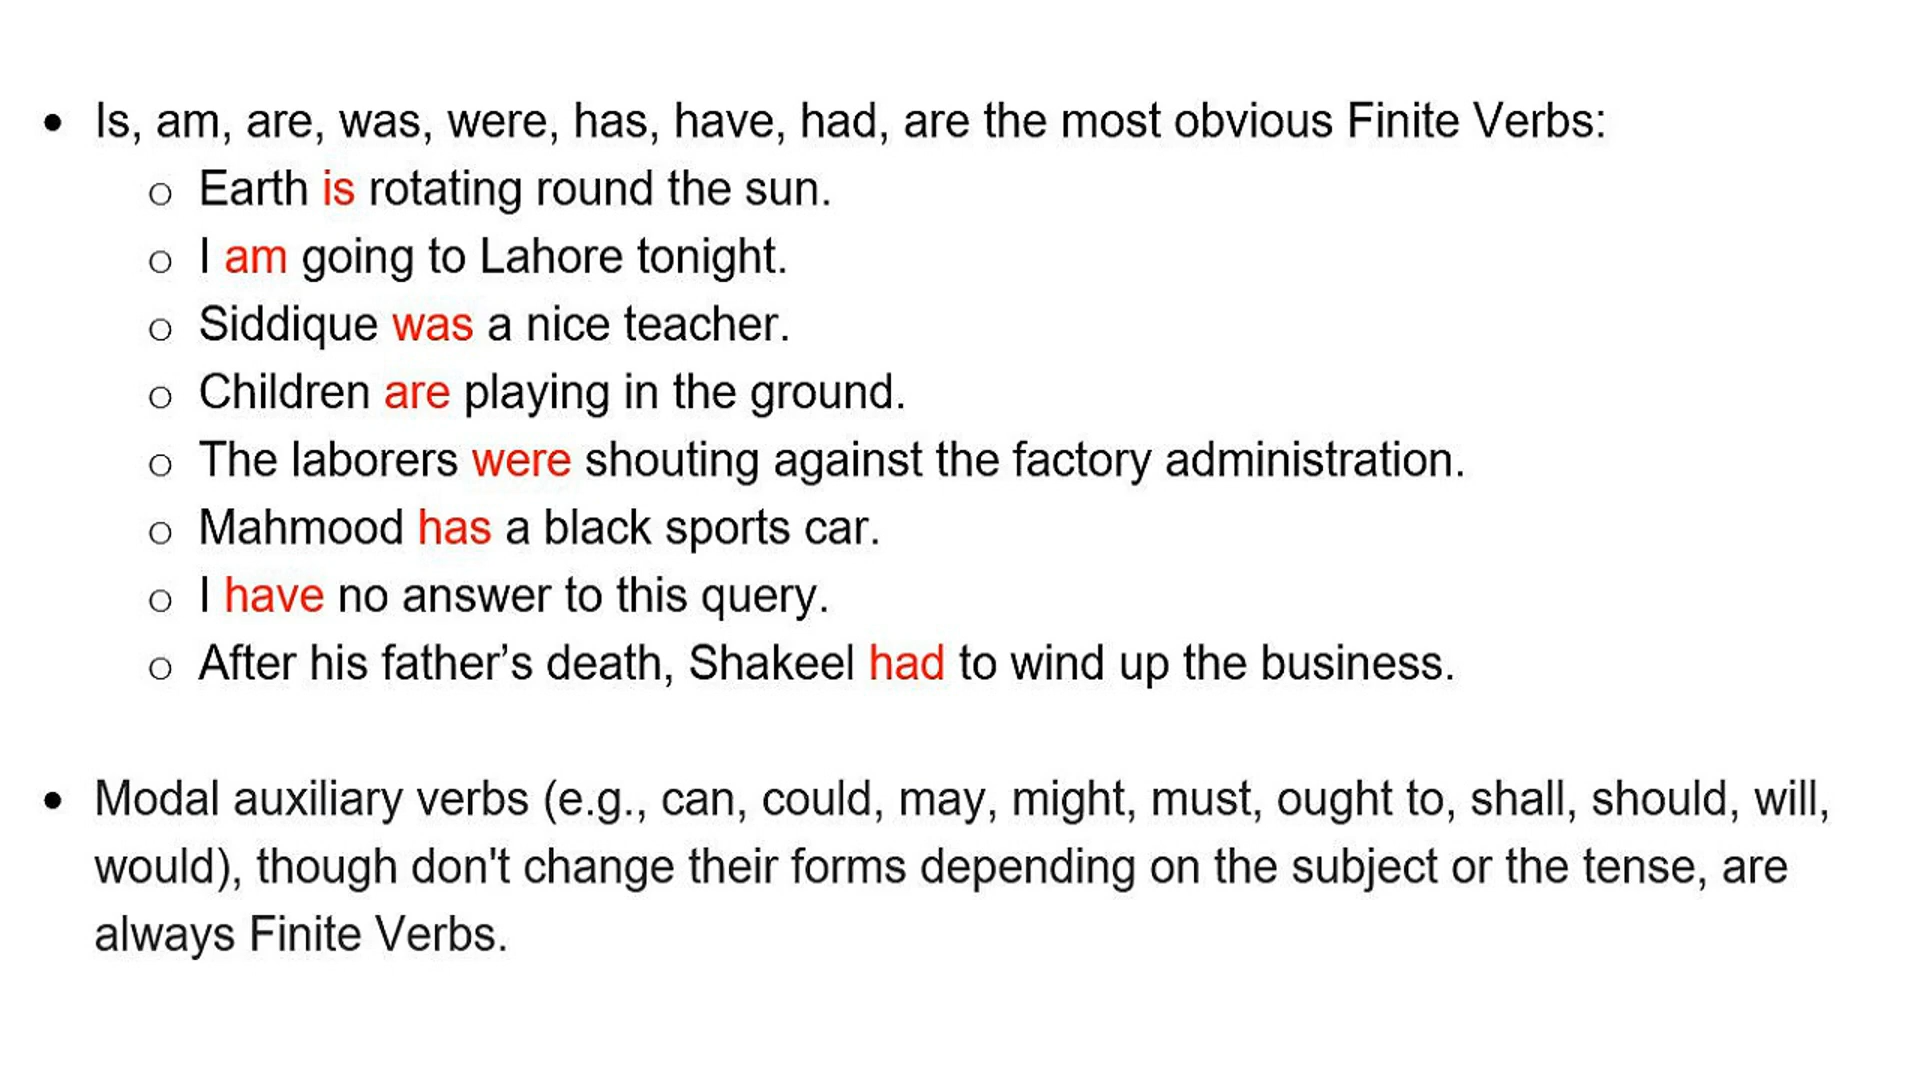 • Is, am, are, was, were, has, have, had, are the most obvious Finite Verbs:
o Earth is rotating round the sun.
o I am going to Lahore tonight.
o Siddique was a nice teacher.
o Children are playing in the ground.
o The laborers were shouting against the factory administration.
o Mahmood has a black sports car.
o I have no answer to this query.
o After his father’s death, Shakeel had to wind up the business.
• Modal auxiliary verbs (e.g., can, could, may, might, must, ought to, shall, should, will,
would), though don't change their forms depending on the subject or the tense, are
always Finite Verbs.